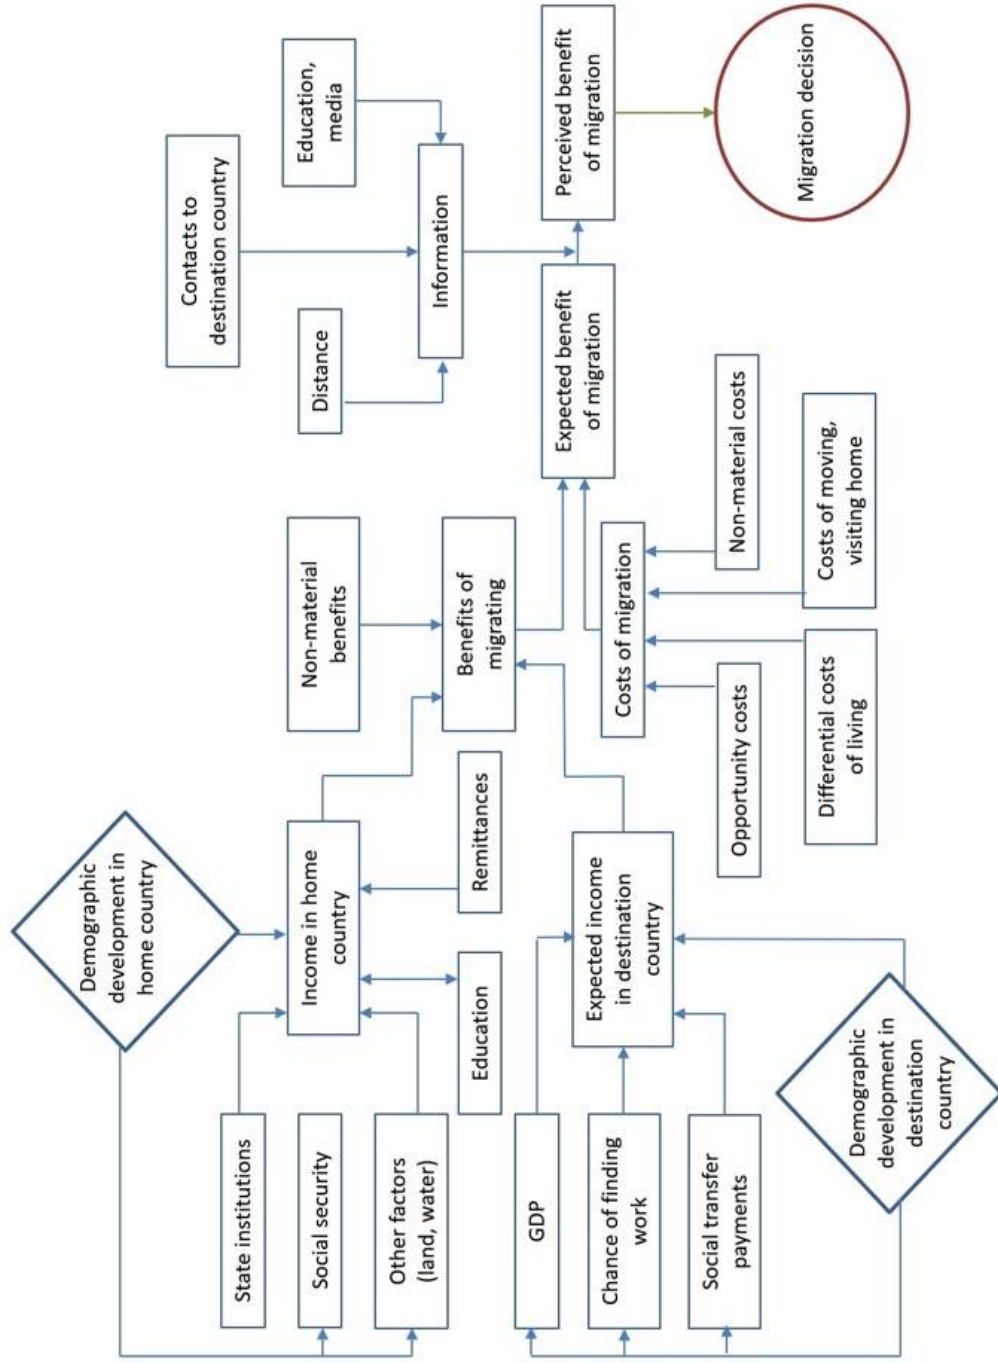 Demographic
development in
home country
State institutions
Social security
Other factors
(land, water)
Income in home
country
Education
Remittances
GDP
Chance of finding
work
Social transfer
payments
Expected income
in destination
country
Demographic
development in
destination
country
Non-material
benefits
Benefits of
migrating
Costs of migration
Opportunity costs
Differential costs
of living
Costs of moving,
visiting home
Non-material costs
Contacts to
destination country
Distance
Education,
media
Information
Expected benefit
of migration
Perceived benefit
of migration
Migration decision